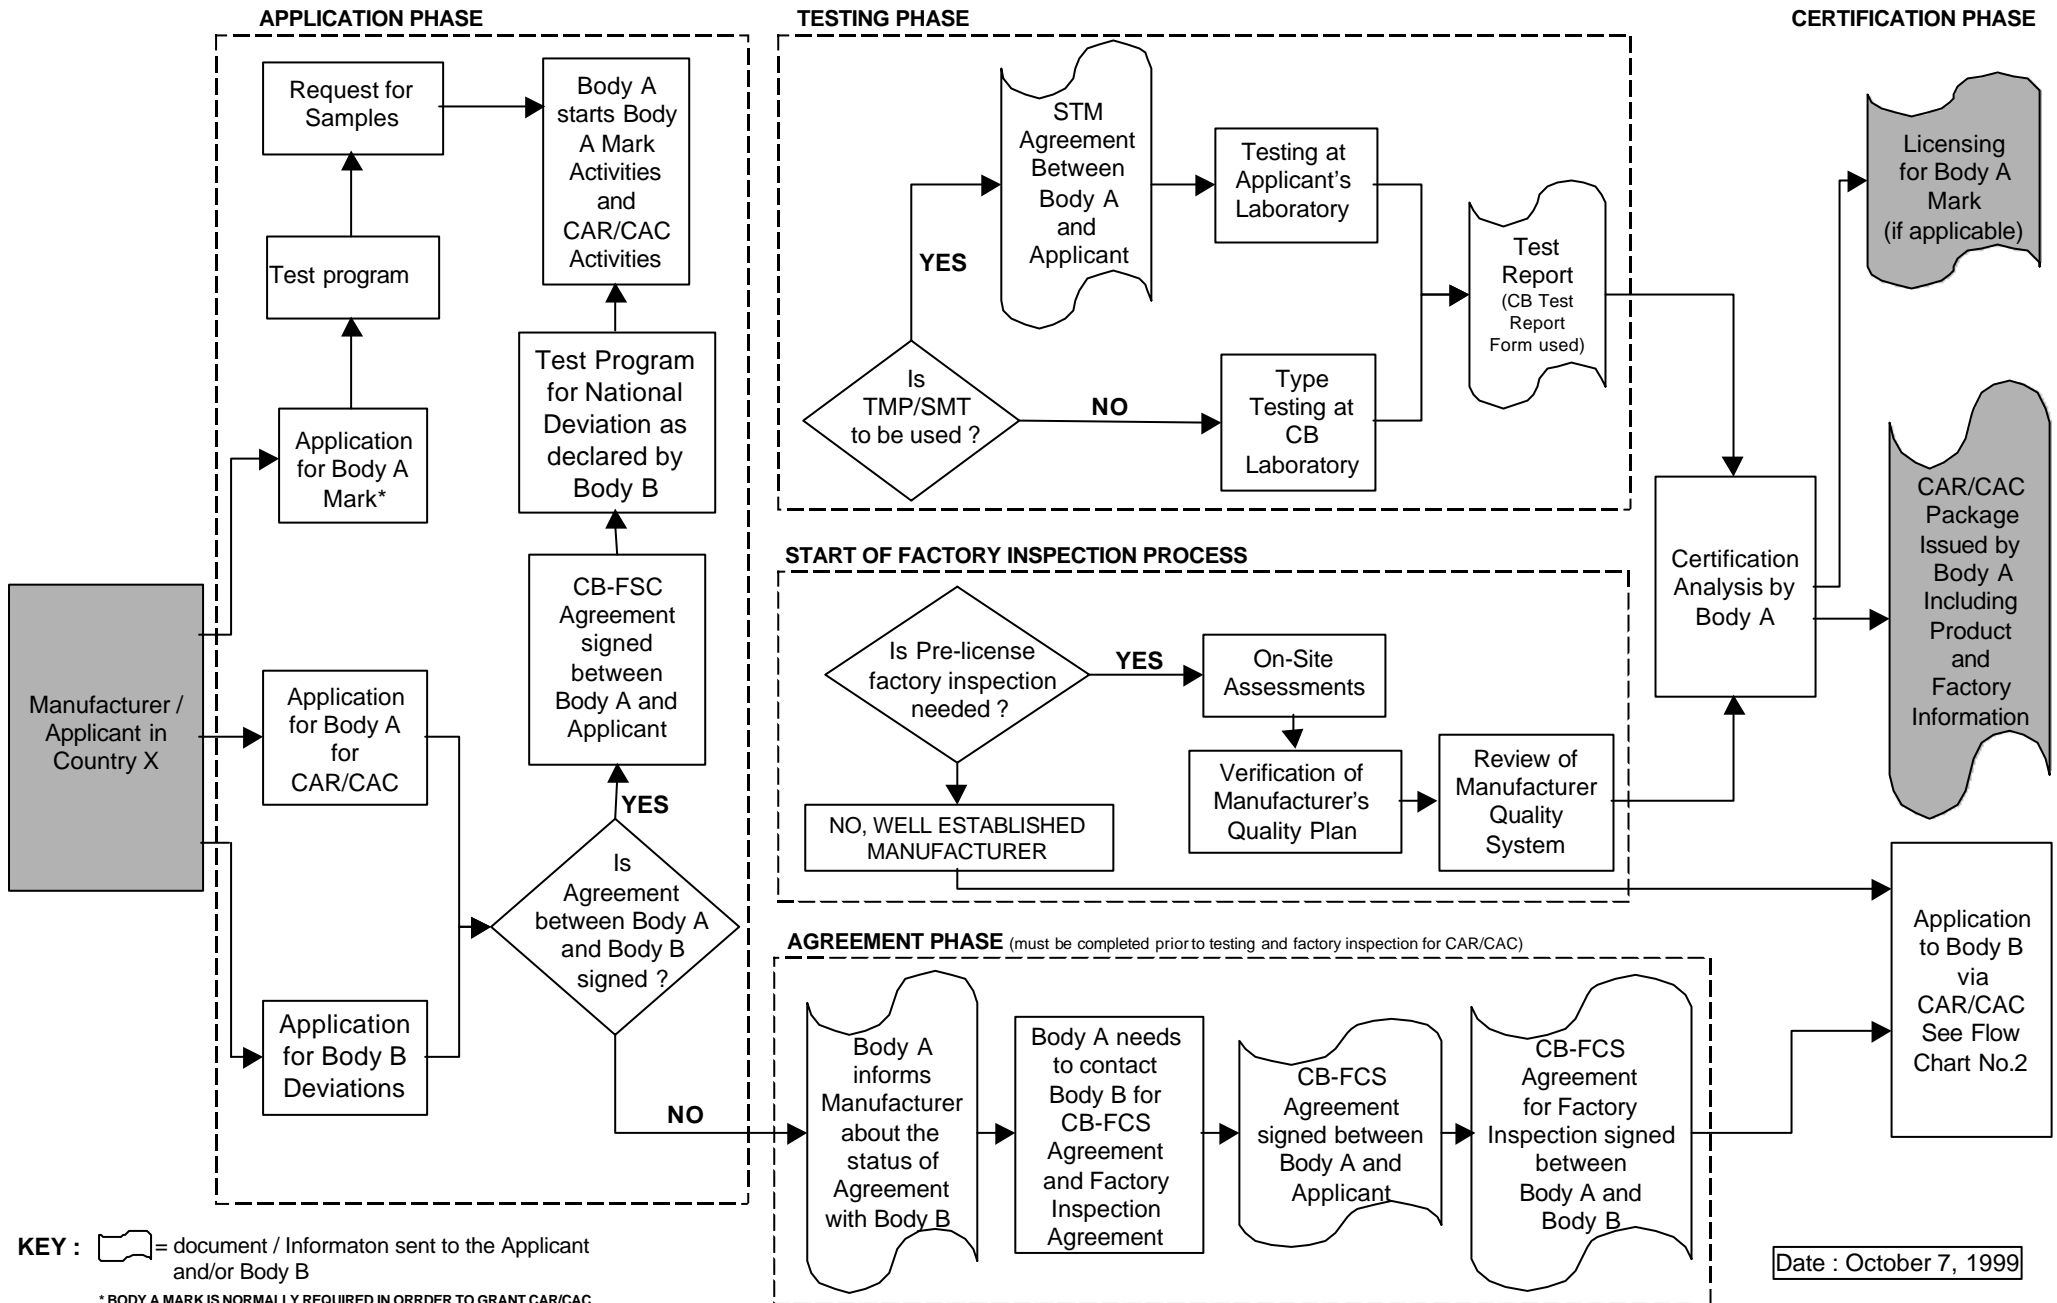 APPLICATION PHASE
Request for
Samples
Body A
starts Body
A Mark
Activities
and
CAR/CAC
Activities
Test program
Application
for Body A
Mark*
Test Program
for National
Deviation as
declared by
Body B
CB-FSC
Agreement
signed
between
Body A and
Applicant
Manufacturer /
Applicant in
Country X
Application
for Body A
for
CAR/CAC
Application
for Body B
Deviations
YES
Is
Agreement
between Body A
and Body B
signed ?
NO
TESTING PHASE
STM
Agreement
Between
Body A
and
Applicant
Testing at
Applicant's
Laboratory
YES
Test
Report
(CB Test
Report
Form used)
Is
TMP/SMT
to be used ?
NO
Type
Testing at
CB
Laboratory
START OF FACTORY INSPECTION PROCESS
Is Pre-license
factory inspection
needed ?
YES
On-Site
Assessments
Verification of
Manufacturer's
Quality Plan
Review of
Manufacturer
Quality
System
NO, WELL ESTABLISHED
MANUFACTURER
AGREEMENT PHASE (must be completed prior to testing and factory inspection for CAR/CAC)
Body A
informs
Manufacturer
about the
status of
Agreement
with Body B
Body A needs
to contact
Body B for
CB-FCS
Agreement
and Factory
Inspection
Agreement
CB-FCS
Agreement
signed between
Body A and
Applicant
CB-FCS
Agreement
for Factory
Inspection signed
between
Body A and
Body B
CERTIFICATION PHASE
Licensing
for Body A
Mark
(if applicable)
Certification
Analysis by
Body A
CAR/CAC
Package
Issued by
Body A
Including
Product
and
Factory
Information
Application
to Body B
via
CAR/CAC
See Flow
Chart No.2
KEY : = document / Informaton sent to the Applicant
and/or Body B
* BODY A MARK IS NORMALLY REQUIRED IN ORRDER TO GRANT CAR/CAC
Date : October 7, 1999